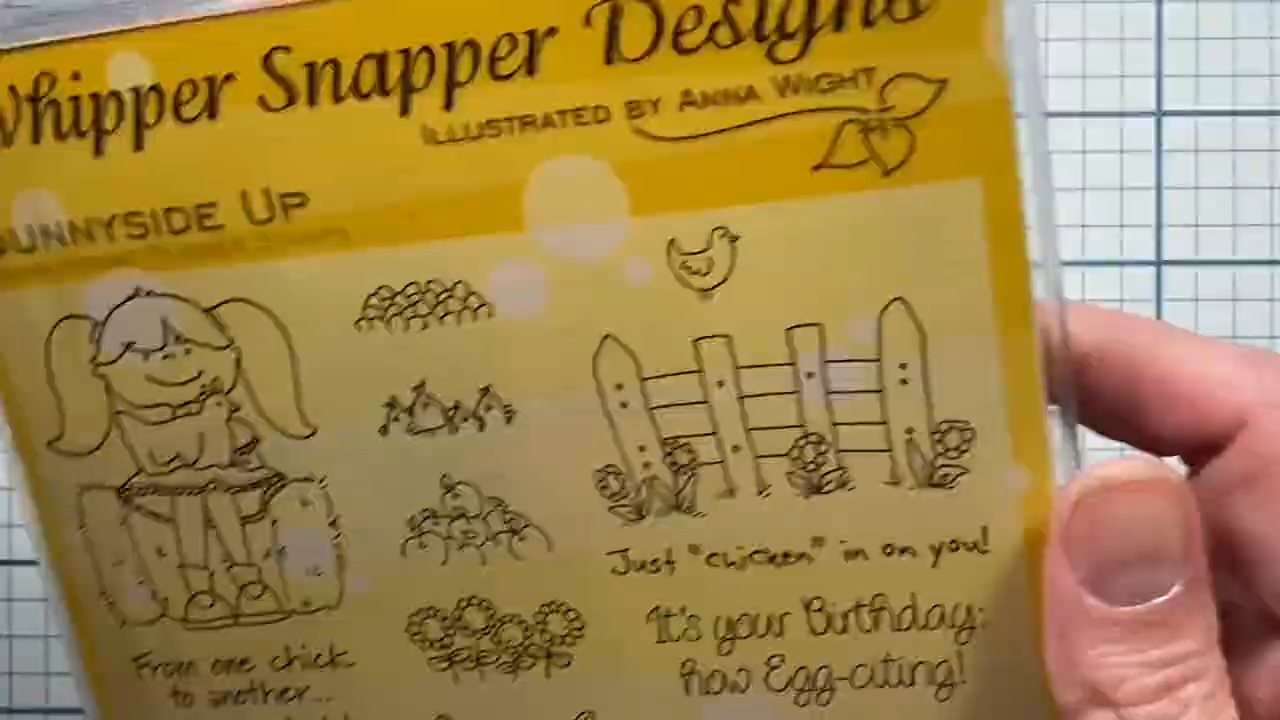 Whipper Snapper Designs
ILLUSTRATED BY ANNA WIGHT
SUNNYSIDE UP
Just "chicken" in on you!
It's your Birthday:
how Egg-citing!
From one chick
to another...